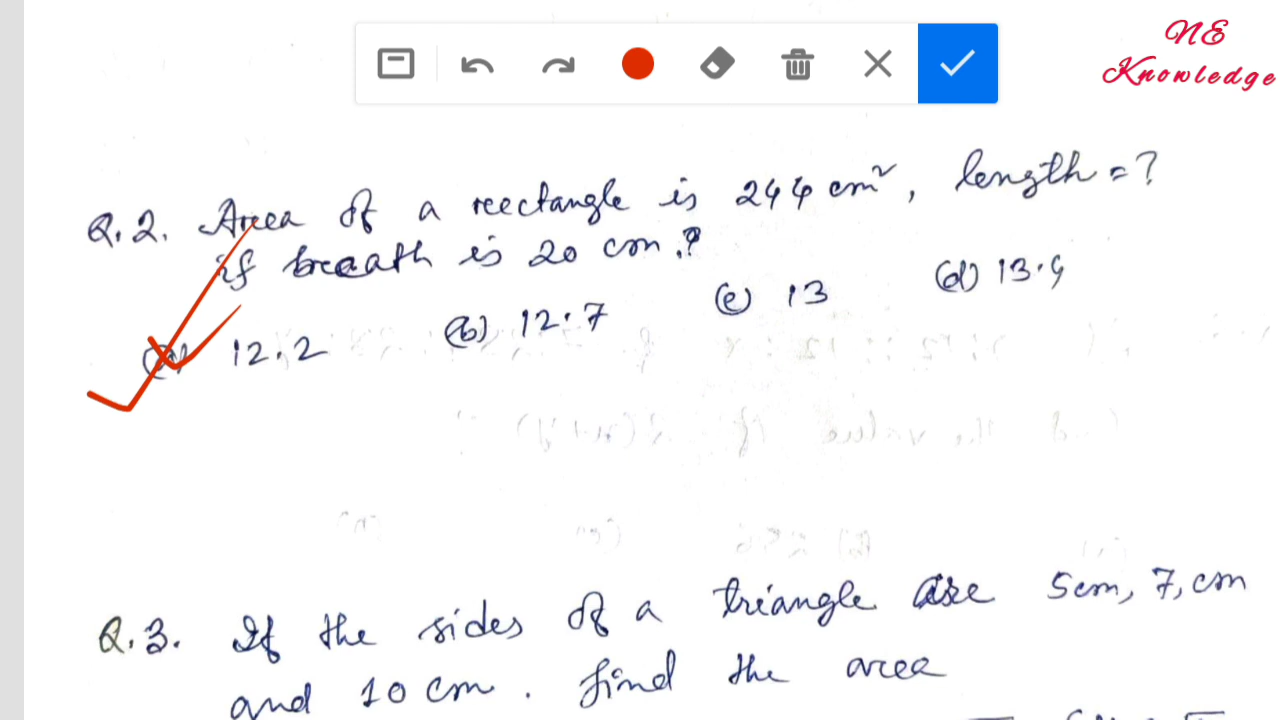 NE
Knowledge
Q.2. Area of a rectangle is 244 cm², length = ?
if breath is 20 cm.?
(a) 12.2 (b) 12.7 (c) 13 (d) 13.9
Q.3. If the sides of a triangle are 5cm, 7, cm
and 10 cm. find the area